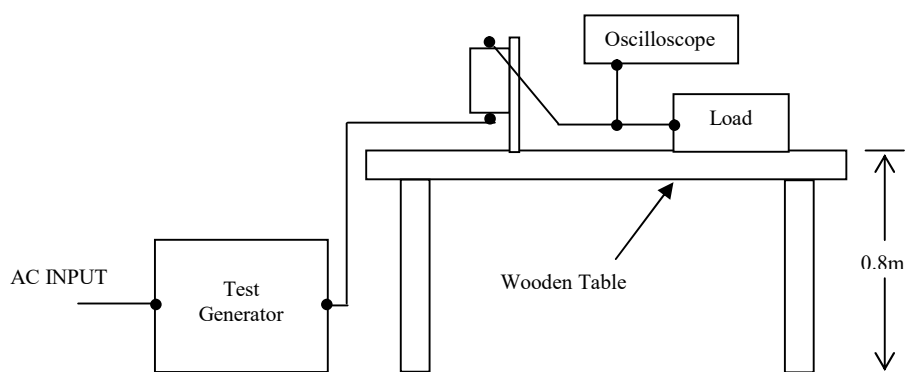 Oscilloscope
Load
AC INPUT
Test
Generator
Wooden Table
0.8m